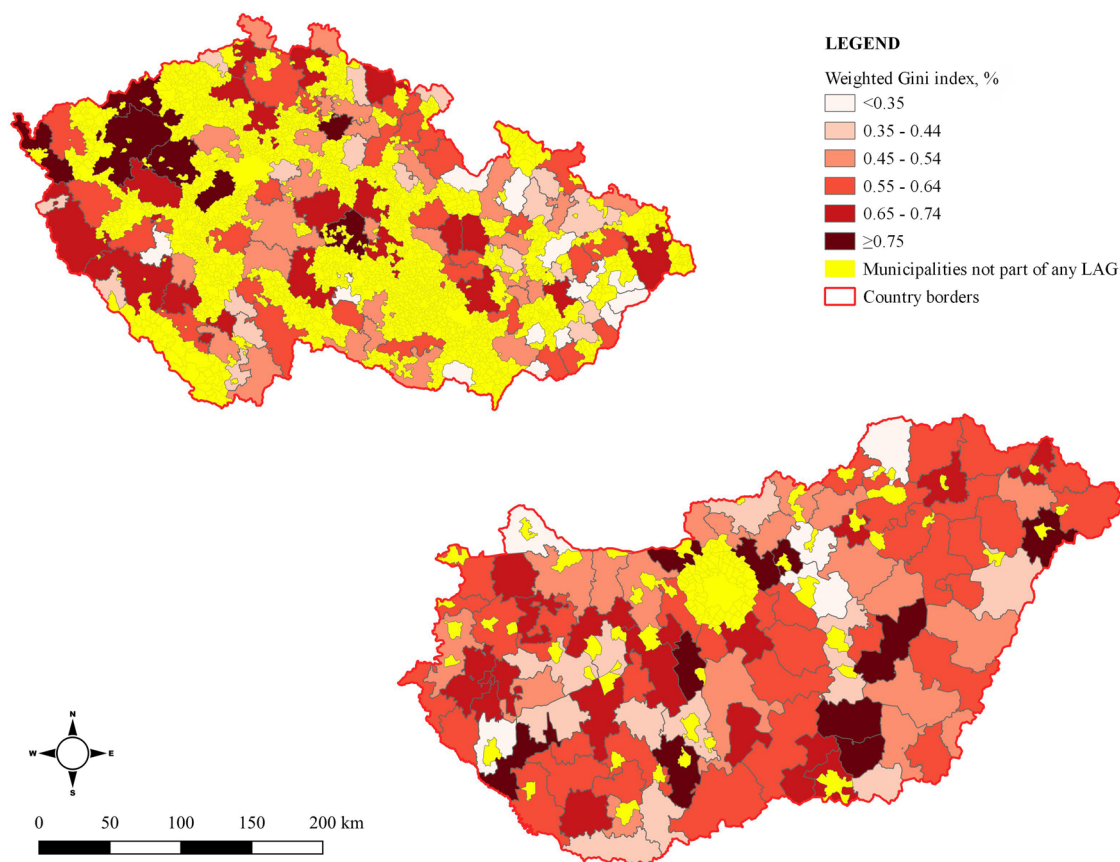 LEGEND
Weighted Gini index, %
<0.35
0.35 - 0.44
0.45 - 0.54
0.55 - 0.64
0.65 - 0.74
≥0.75
Municipalities not part of any LAG
Country borders
N
W E
S
0 50 100 150 200 km